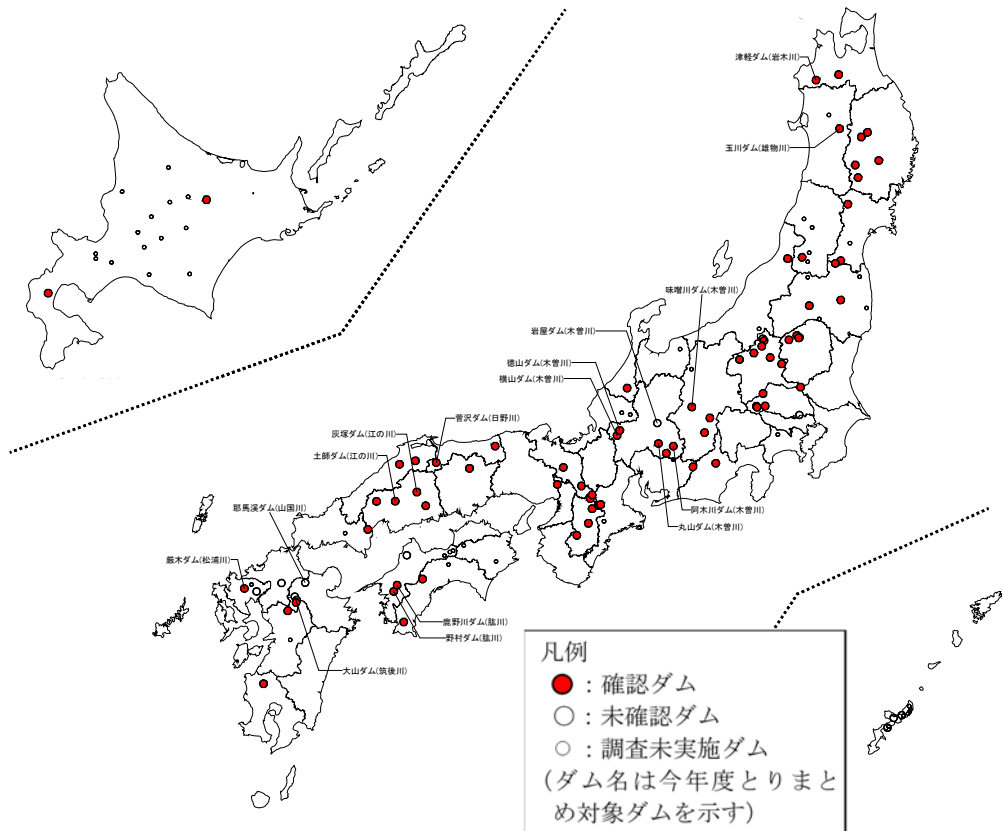 津軽ダム(岩木川)
玉川ダム(雄物川)
味噌川ダム(木曽川)
岩屋ダム(木曽川)
徳山ダム(木曽川)
横山ダム(木曽川)
菅沢ダム(日野川)
灰塚ダム(江の川)
土師ダム(江の川)
耶馬溪ダム(山国川)
厳木ダム(松浦川)
阿木川ダム(木曽川)
丸山ダム(木曽川)
鹿野川ダム(肱川)
野村ダム(肱川)
大山ダム(筑後川)
凡例
:確認ダム
:未確認ダム
:調査未実施ダム
(ダム名は今年度とりまと
め対象ダムを示す)